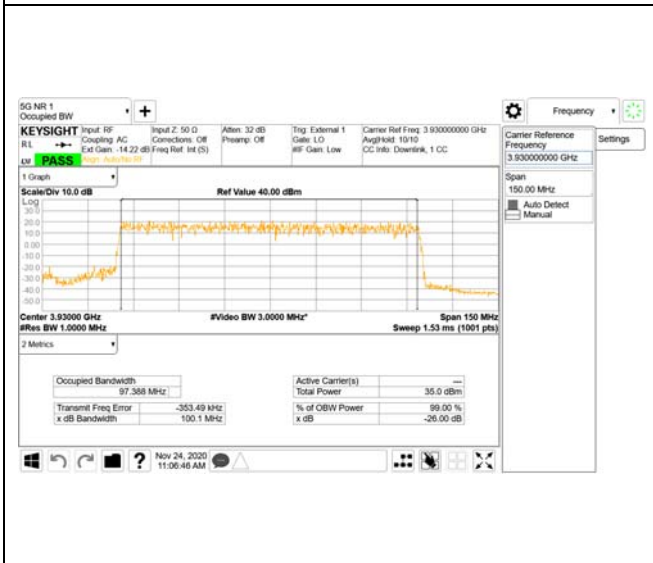 5G NR 1
Occupied BW
+
Frequency
KEYSIGHT
RL
LXI
PASS
Input: RF
Coupling: AC
Ext Gain: -14.22 dB
Align: Auto/No RF
Input Z: 50 Ω
Corrections: Off
Freq Ref: Int (S)
Atten: 32 dB
Preamp: Off
Trig: External 1
Gate: LO
#IF Gain: Low
Carrier Ref Freq: 3.930000000 GHz
Avg|Hold: 10/10
CC Info: Downlink, 1 CC
Carrier Reference
Frequency
3.930000000 GHz
Settings
Span
150.00 MHz
Auto Detect
Manual
1 Graph
Scale/Div 10.0 dB
Ref Value 40.00 dBm
Log
30.0
20.0
10.0
0.00
-10.0
-20.0
-30.0
-40.0
-50.0
Center 3.93000 GHz
#Video BW 3.0000 MHz*
Span 150 MHz
#Res BW 1.0000 MHz
Sweep 1.53 ms (1001 pts)
2 Metrics
Occupied Bandwidth
97.388 MHz
Active Carrier(s) ---
Total Power 35.0 dBm
Transmit Freq Error -353.49 kHz
% of OBW Power 99.00 %
x dB Bandwidth 100.1 MHz
x dB -26.00 dB
?
Nov 24, 2020
11:06:46 AM